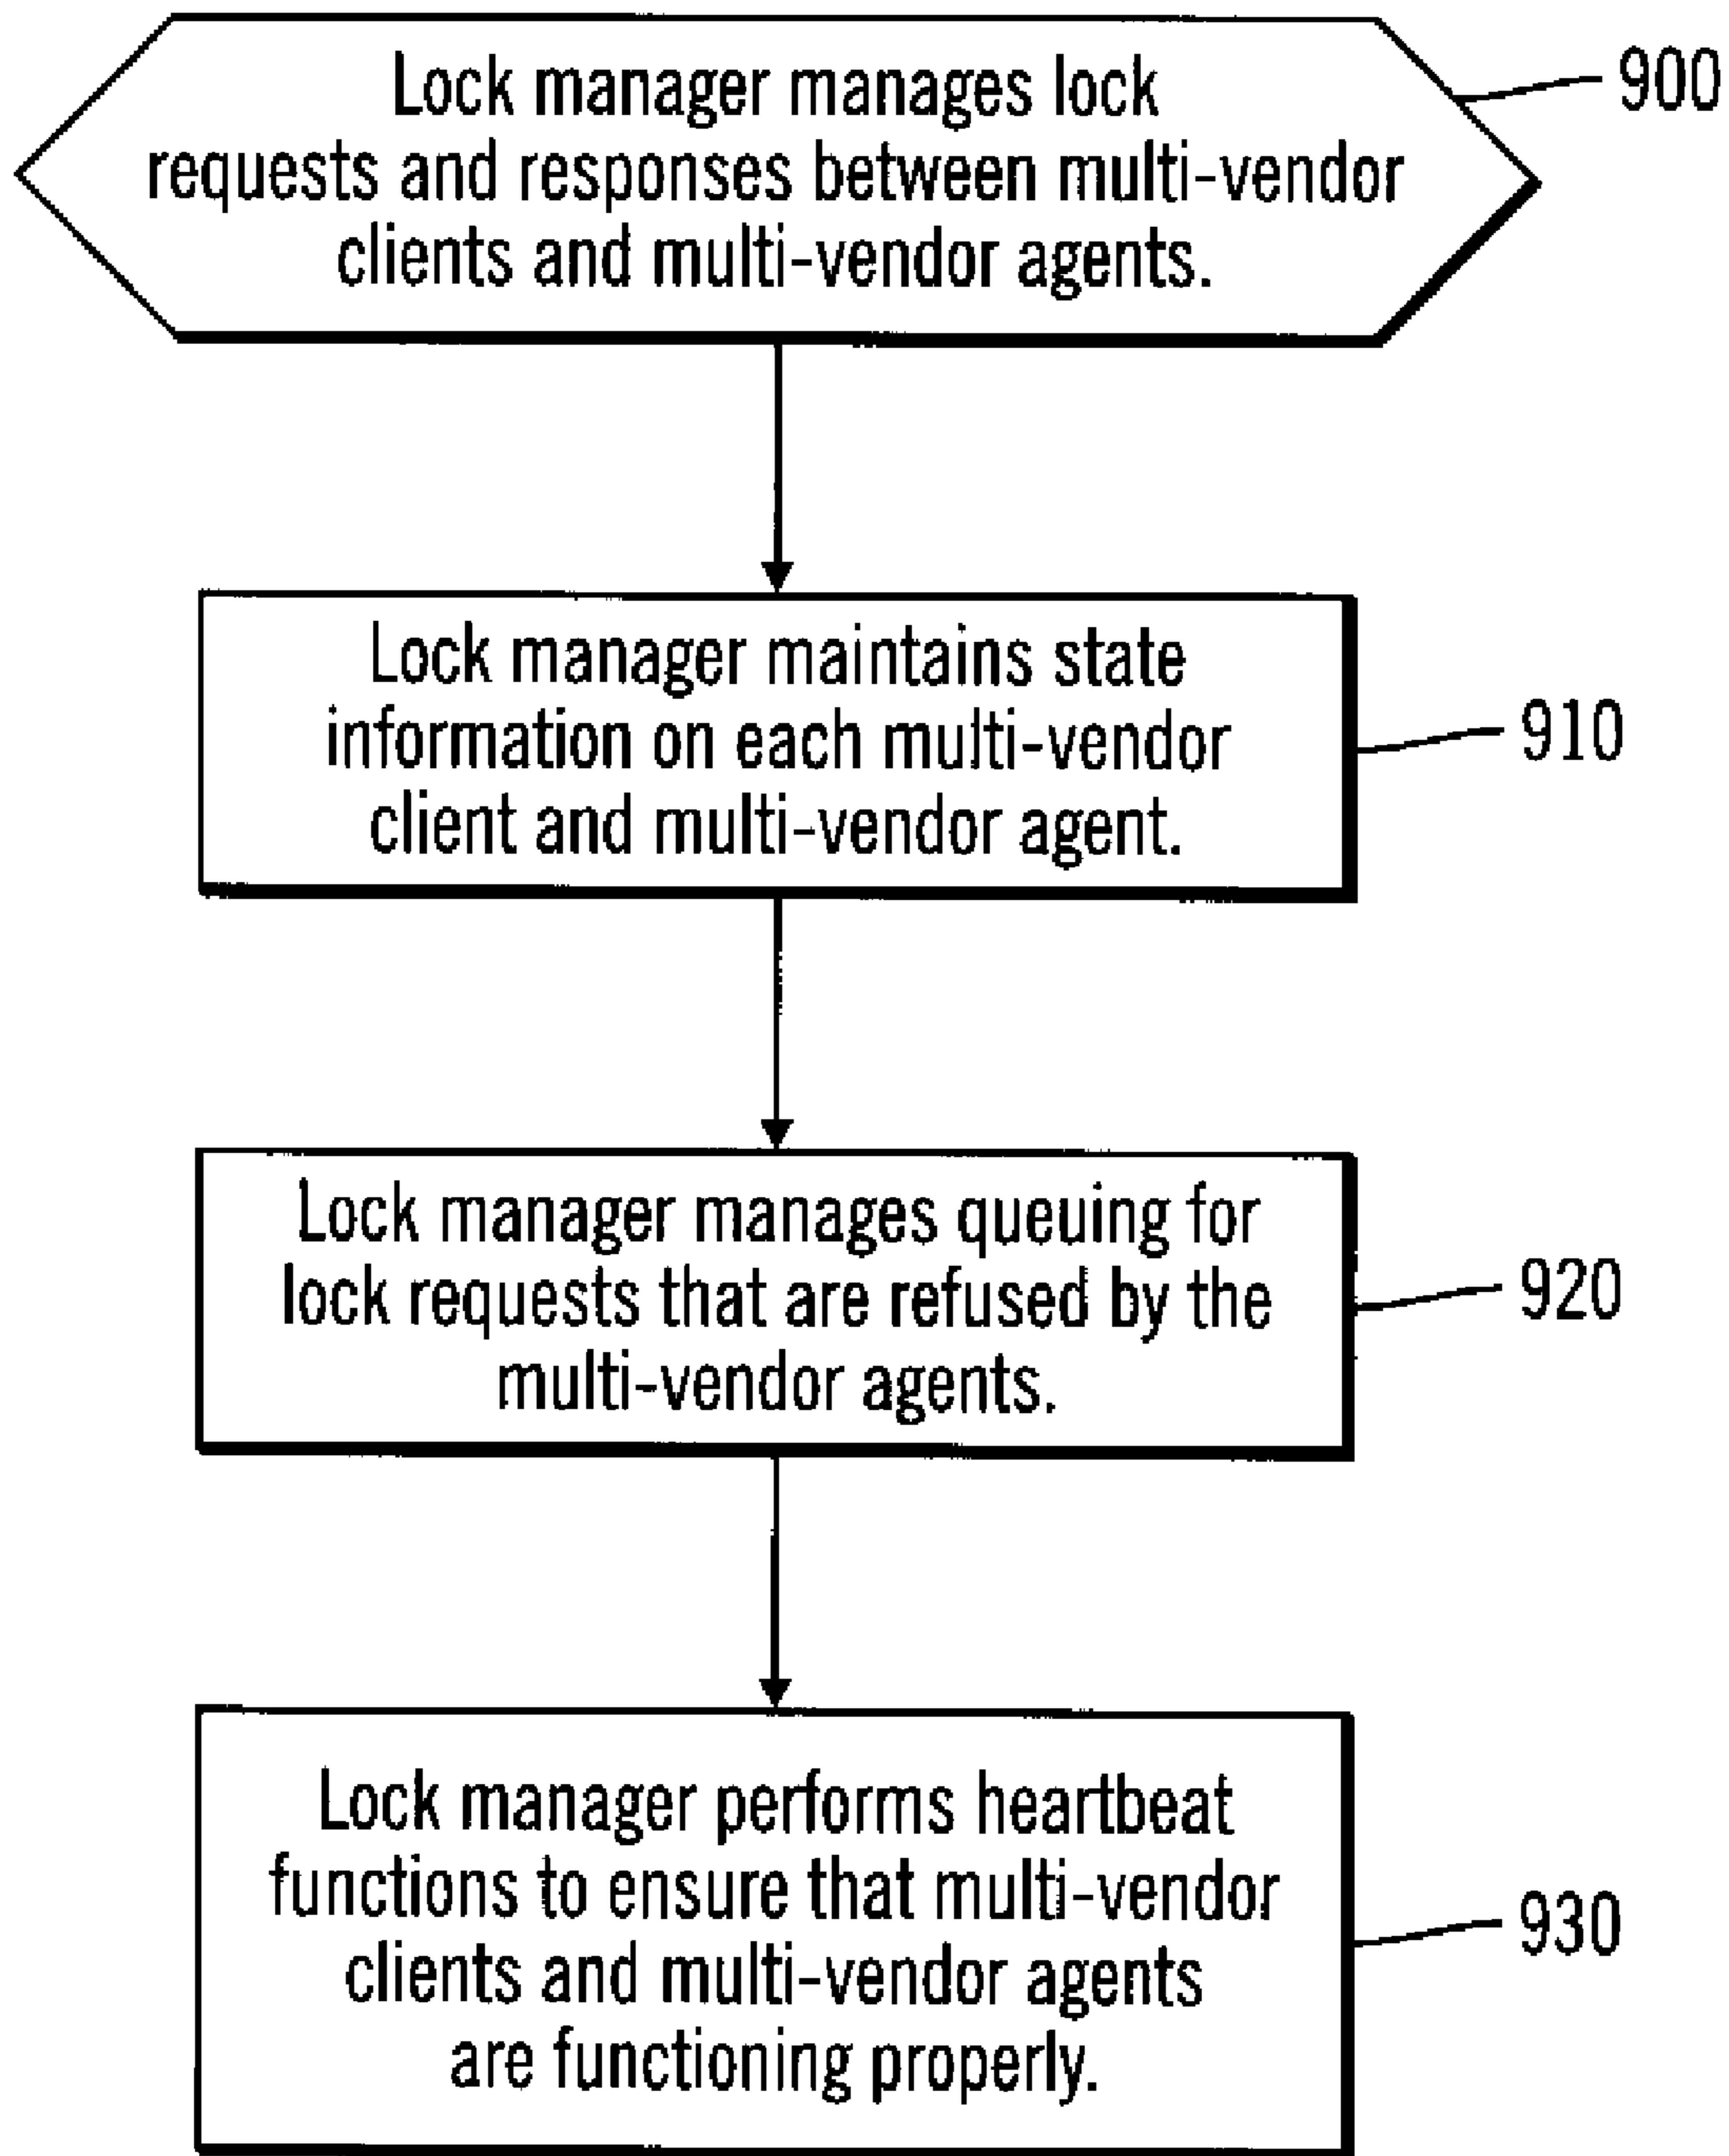 Lock manager manages lock
requests and responses between multi-vendor
clients and multi-vendor agents.
900
Lock manager maintains state
information on each multi-vendor
client and multi-vendor agent.
910
Lock manager manages queuing for
lock requests that are refused by the
multi-vendor agents.
920
Lock manager performs heartbeat
functions to ensure that multi-vendor
clients and multi-vendor agents
are functioning properly.
930